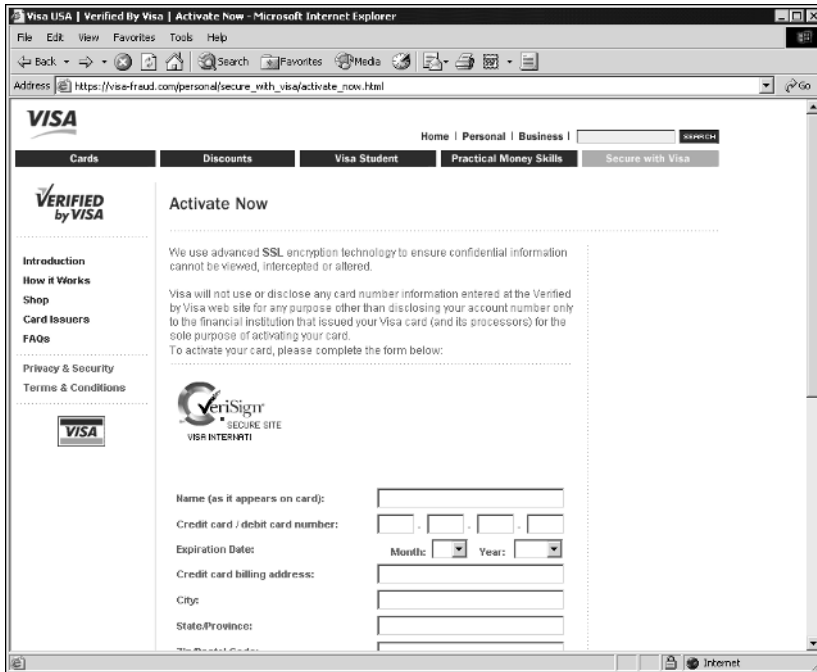 Visa USA | Verified By Visa | Activate Now - Microsoft Internet Explorer
File Edit View Favorites Tools Help
Back Search Favorites Media
Address https://visa-fraud.com/personal/secure_with_visa/activate_now.html Go
VISA
Home | Personal | Business | SEARCH
Cards Discounts Visa Student Practical Money Skills Secure with Visa
VERIFIED
by VISA
Introduction
How it Works
Shop
Card Issuers
FAQs
Privacy & Security
Terms & Conditions
VISA
Activate Now
We use advanced SSL encryption technology to ensure confidential information
cannot be viewed, intercepted or altered.
Visa will not use or disclose any card number information entered at the Verified
by Visa web site for any purpose other than disclosing your account number only
to the financial institution that issued your Visa card (and its processors) for the
sole purpose of activating your card.
To activate your card, please complete the form below:
VeriSign
SECURE SITE
VISA INTERNATI
Name (as it appears on card):
Credit card / debit card number:
Expiration Date: Month: Year:
Credit card billing address:
City:
State/Province:
Zip/Postal Code:
Internet